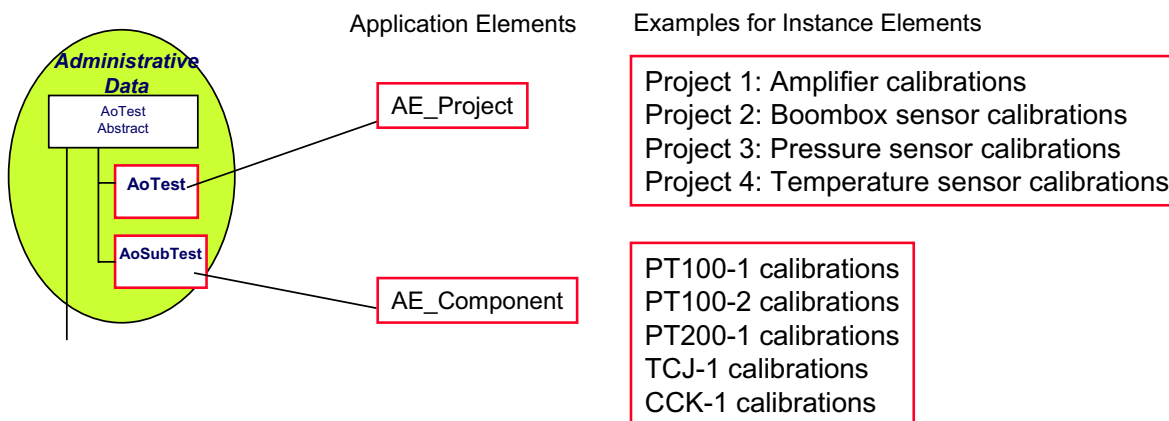 Application Elements
Examples for Instance Elements
Administrative
Data
AoTest
Abstract
AoTest
AoSubTest
AE_Project
AE_Component
Project 1: Amplifier calibrations
Project 2: Boombox sensor calibrations
Project 3: Pressure sensor calibrations
Project 4: Temperature sensor calibrations
PT100-1 calibrations
PT100-2 calibrations
PT200-1 calibrations
TCJ-1 calibrations
CCK-1 calibrations